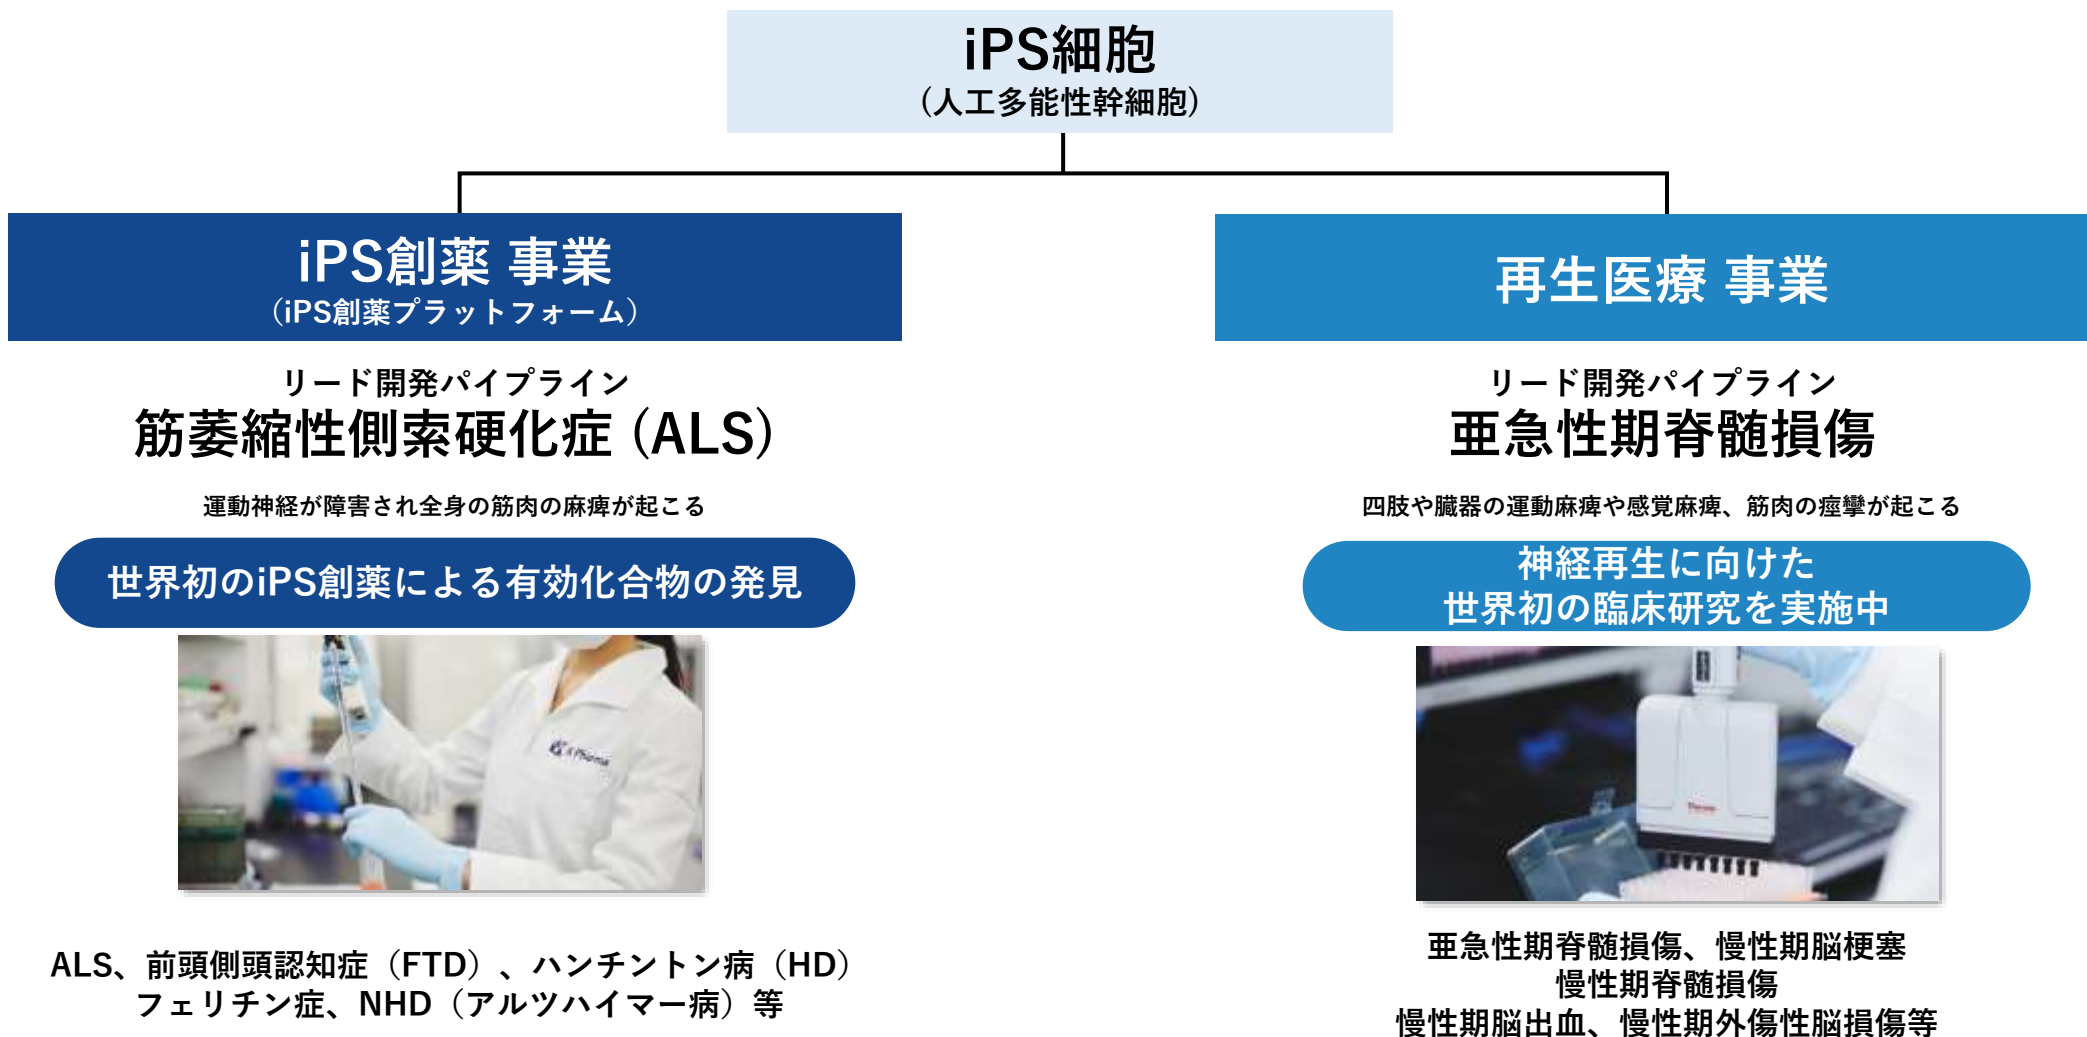 iPS細胞
(人工多能性幹細胞)
iPS創薬 事業
（iPS創薬プラットフォーム）
リード開発パイプライン
筋萎縮性側索硬化症 (ALS)
運動神経が障害され全身の筋肉の麻痺が起こる
世界初のiPS創薬による有効化合物の発見
K Pharma
ALS、前頭側頭認知症（FTD）、ハンチントン病（HD）
フェリチン症、NHD（アルツハイマー病）等
再生医療 事業
リード開発パイプライン
亜急性期脊髄損傷
四肢や臓器の運動麻痺や感覚麻痺、筋肉の痙攣が起こる
神経再生に向けた
世界初の臨床研究を実施中
Thermo
亜急性期脊髄損傷、慢性期脳梗塞
慢性期脊髄損傷
慢性期脳出血、慢性期外傷性脳損傷等